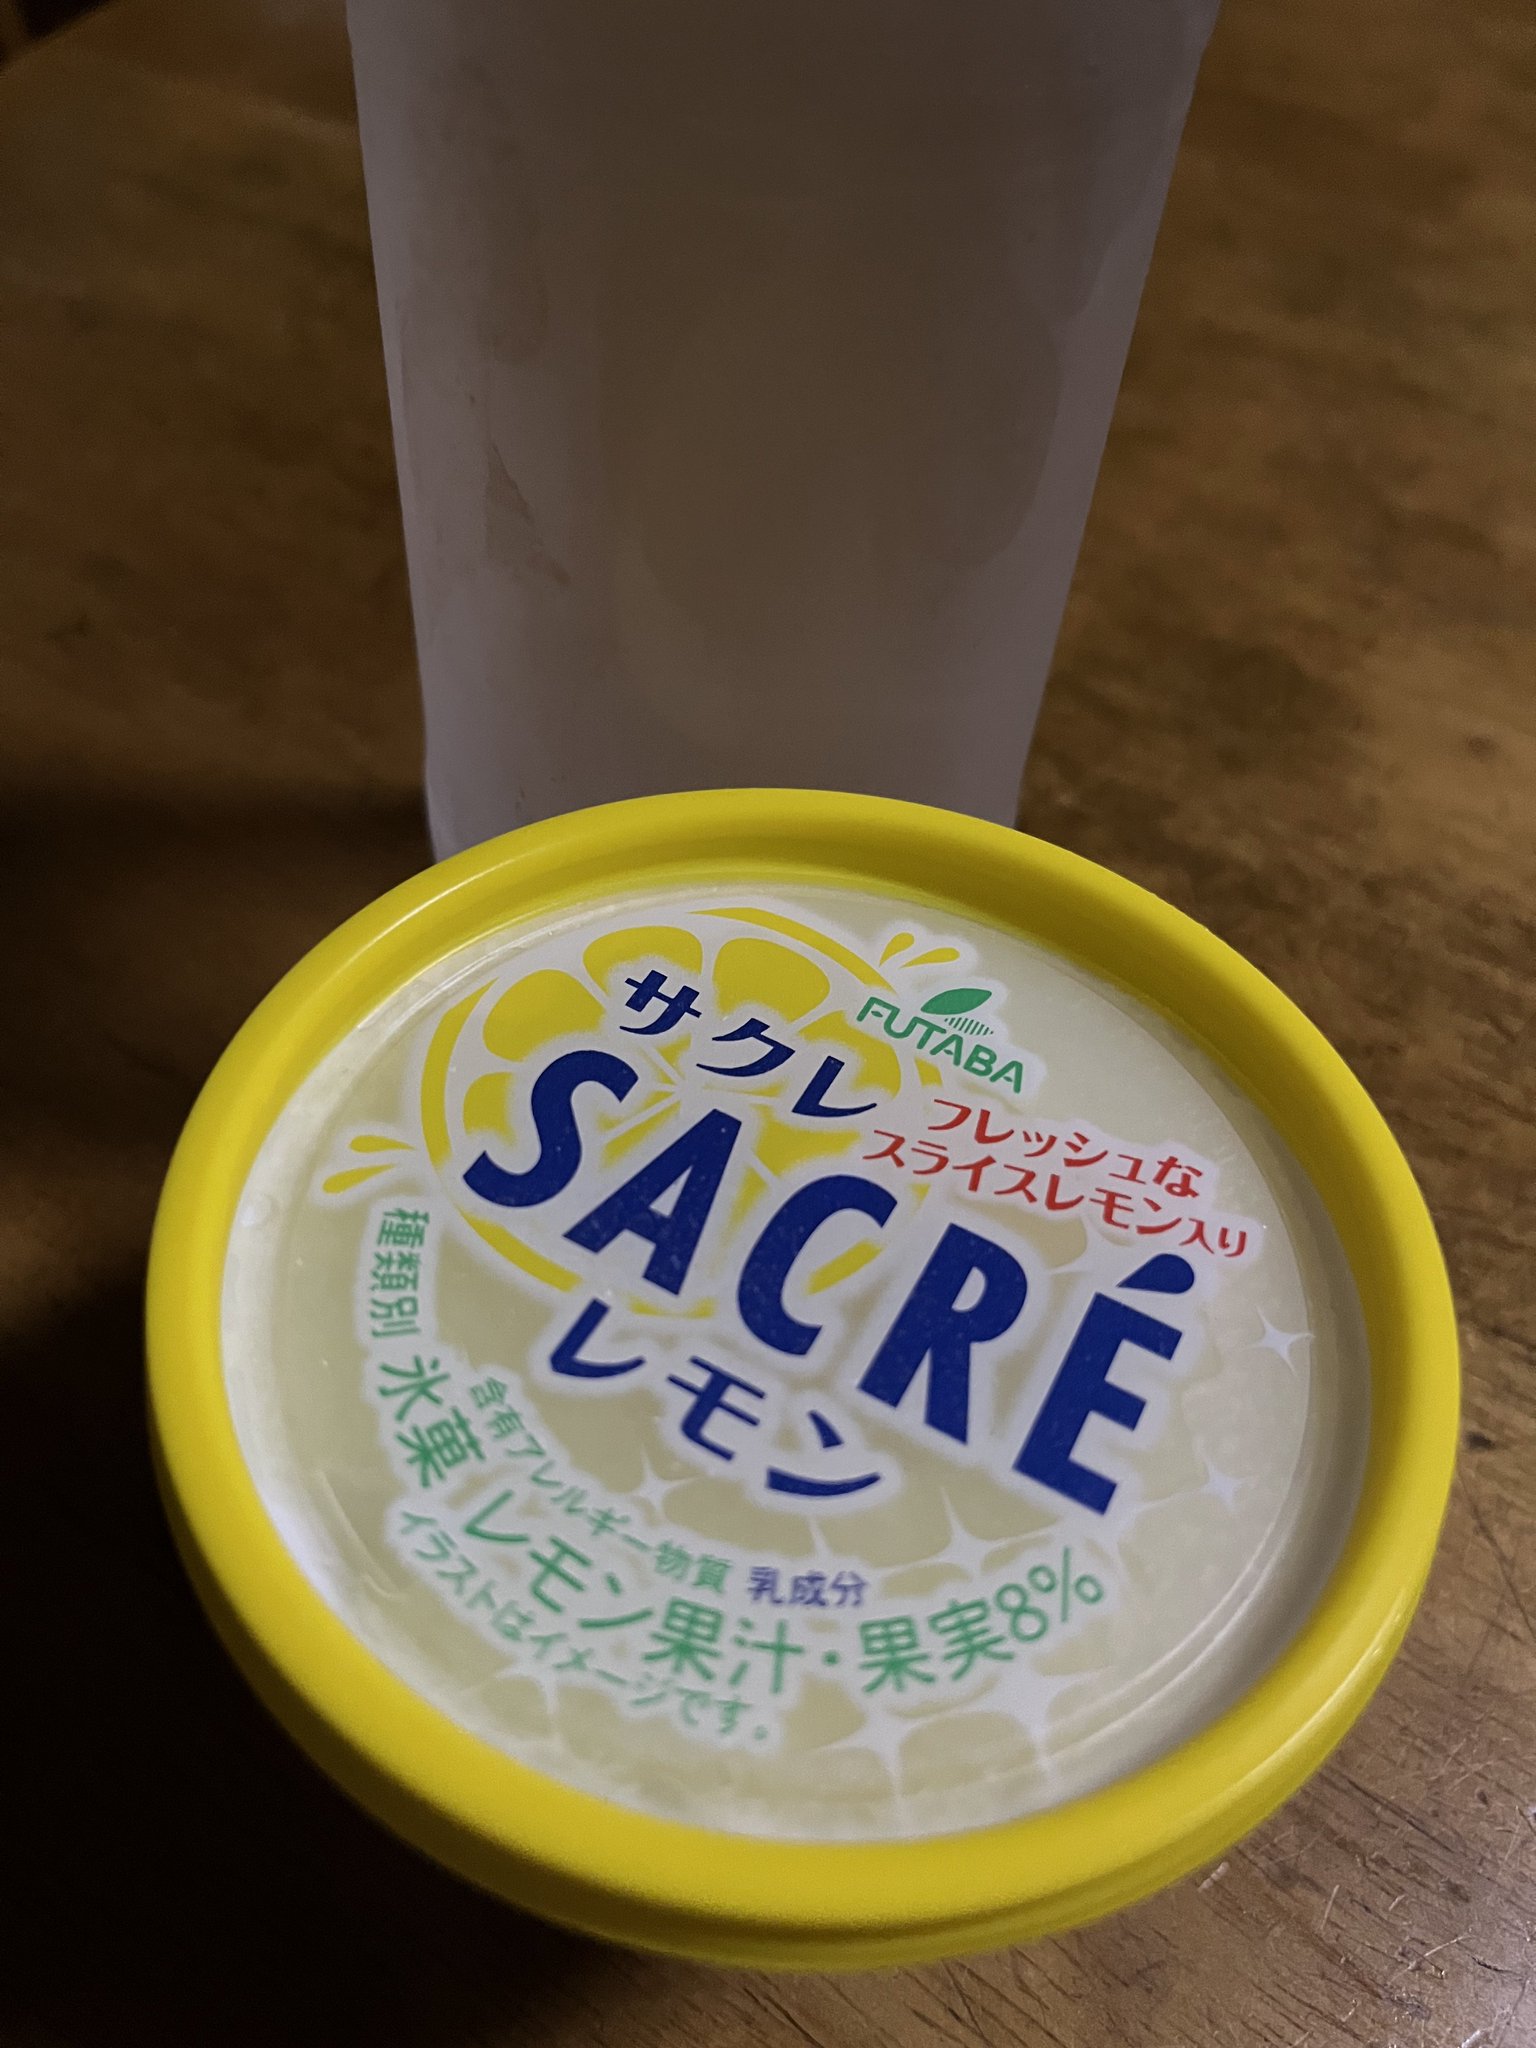 FUTABA
サクレ
SACRÉ
レモン
フレッシュな
スライスレモン入り
種類別 氷菓 レモン果汁・果実8%
含有アレルギー物質 乳成分
イラストはイメージです。